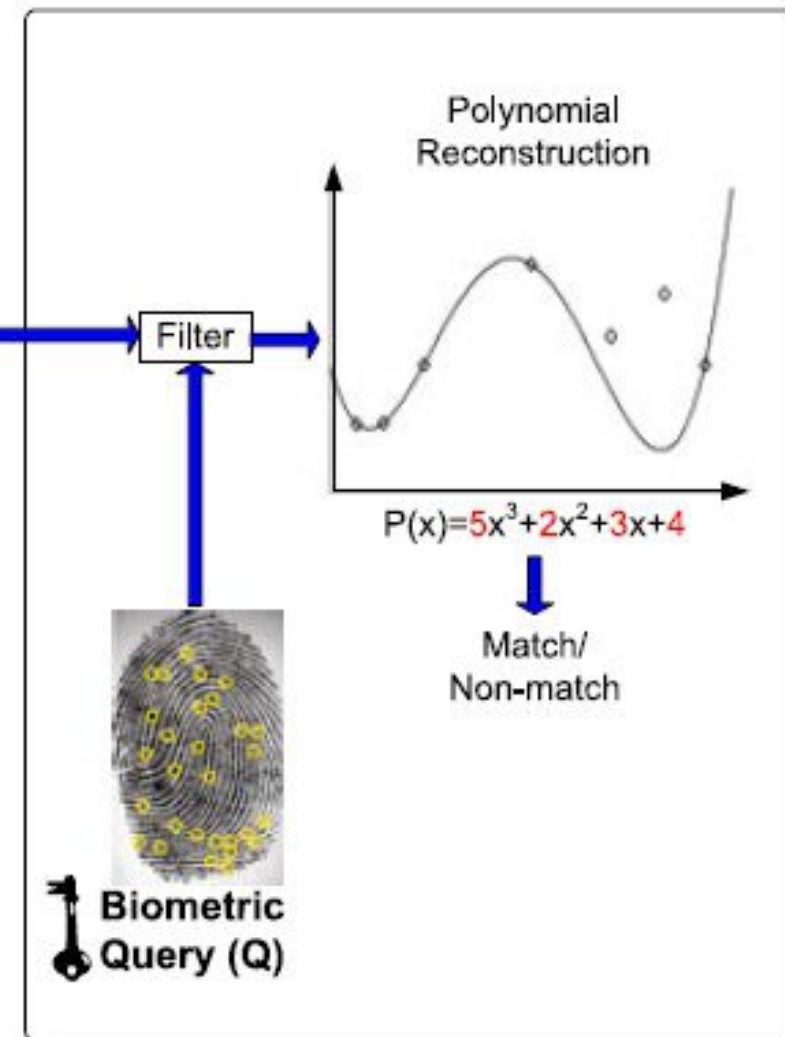 Polynomial
Reconstruction
Filter
P(x)=5x³+2x²+3x+4
Match/
Non-match
Biometric
Query (Q)